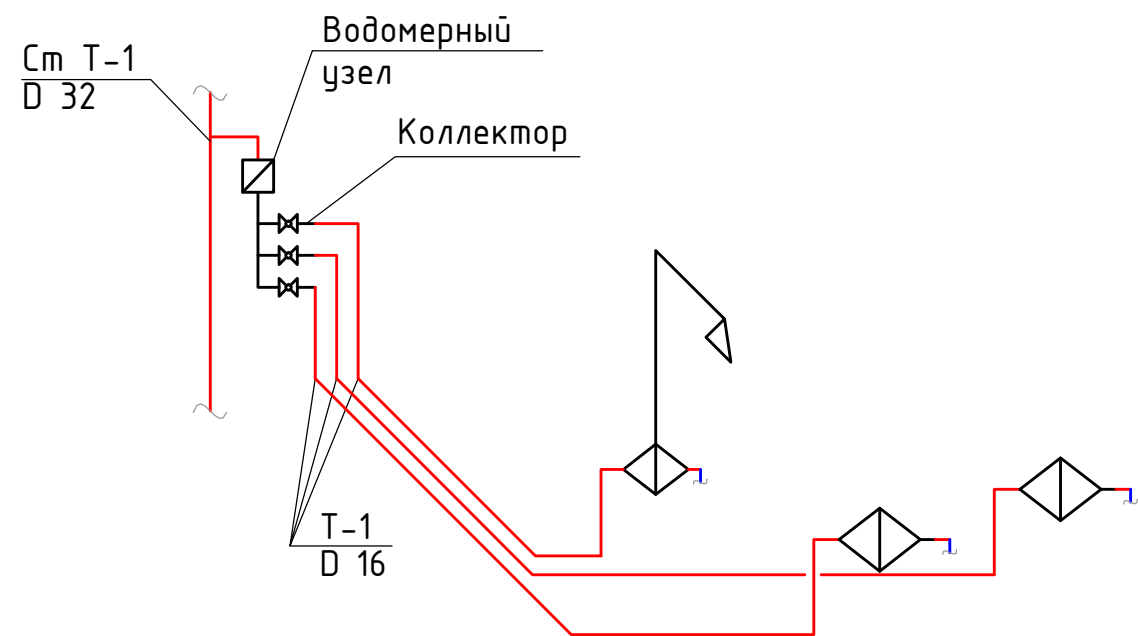 Водомерный
узел
Ст Т-1
D 32
Коллектор
Т-1
D 16